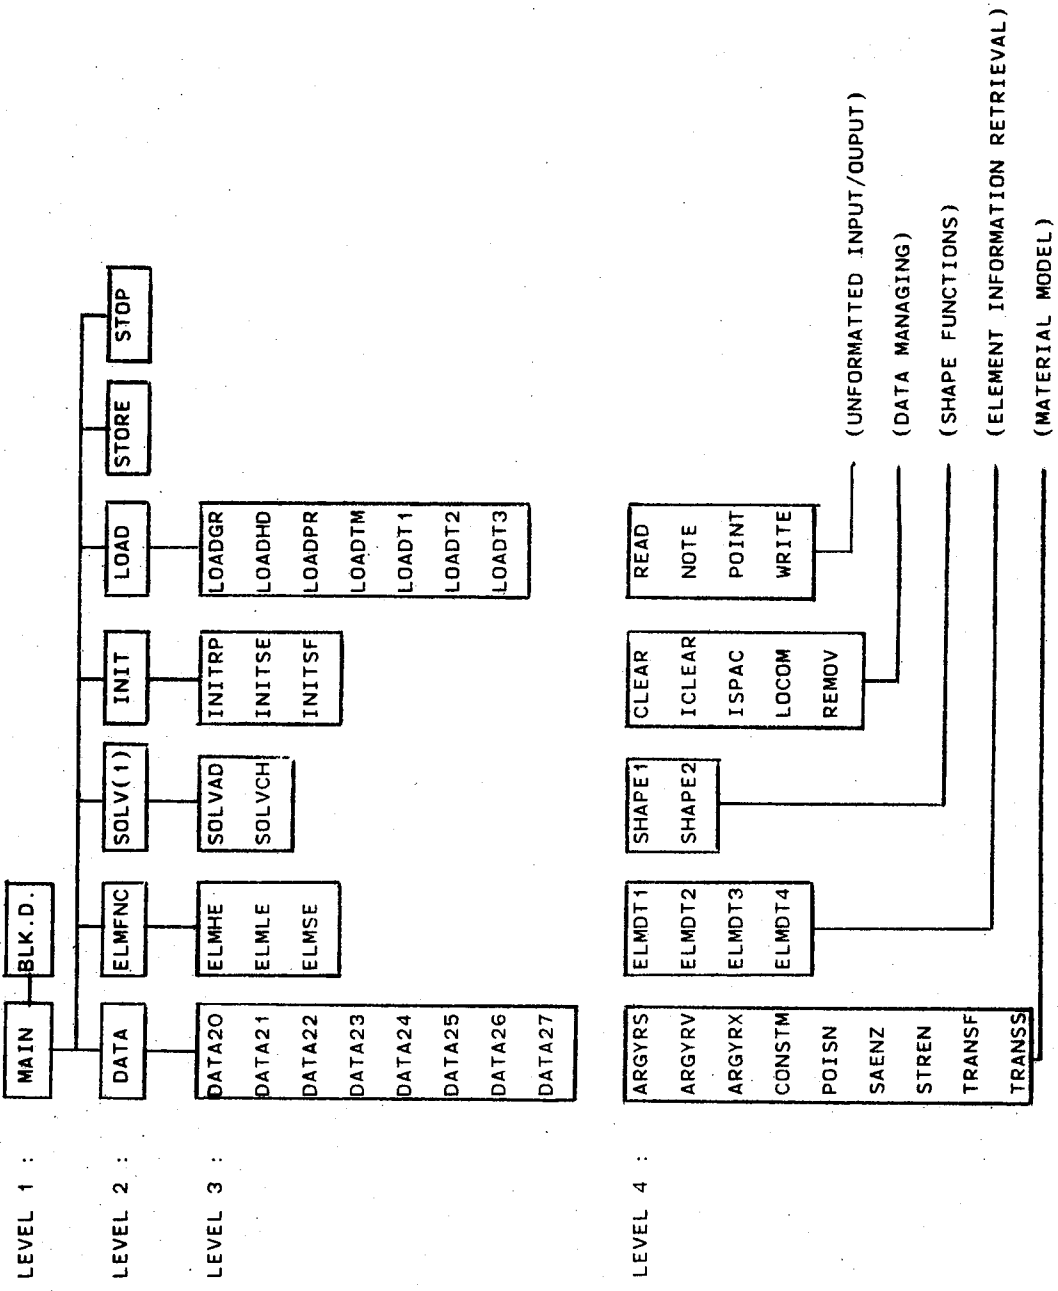 LEVEL 1 :
MAIN
BLK.D.
LEVEL 2 :
DATA
ELMFNC
SOLV(1)
INIT
LOAD
STORE
STOP
LEVEL 3 :
DATA20
DATA21
DATA22
DATA23
DATA24
DATA25
DATA26
DATA27
ELMHE
ELMLE
ELMSE
SOLVAD
SOLVCH
INITRP
INITSE
INITSF
LOADGR
LOADHD
LOADPR
LOADTM
LOADT1
LOADT2
LOADT3
LEVEL 4 :
ARGYRS
ARGYRV
ARGYRX
CONSTM
POISN
SAENZ
STREN
TRANSF
TRANSS
ELMDT1
ELMDT2
ELMDT3
ELMDT4
SHAPE1
SHAPE2
CLEAR
ICLEAR
ISPAC
LOCOM
REMOV
READ
NOTE
POINT
WRITE
(UNFORMATTED INPUT/OUPUT)
(DATA MANAGING)
(SHAPE FUNCTIONS)
(ELEMENT INFORMATION RETRIEVAL)
(MATERIAL MODEL)